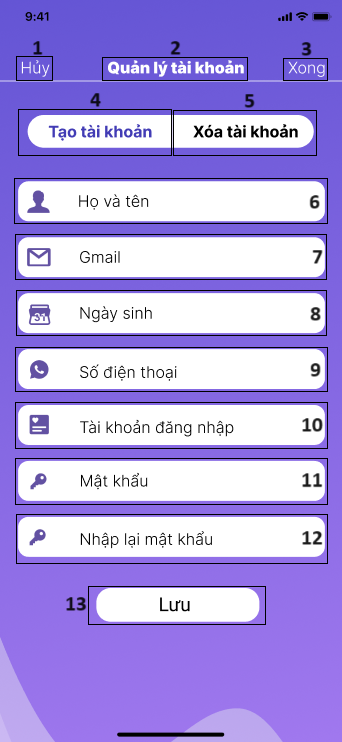 9:41
1 2 3
Hủy Quản lý tài khoản Xong
4 5
Tạo tài khoản Xóa tài khoản
Họ và tên 6
Gmail 7
31 Ngày sinh 8
Số điện thoại 9
Tài khoản đăng nhập 10
Mật khẩu 11
Nhập lại mật khẩu 12
13 Lưu